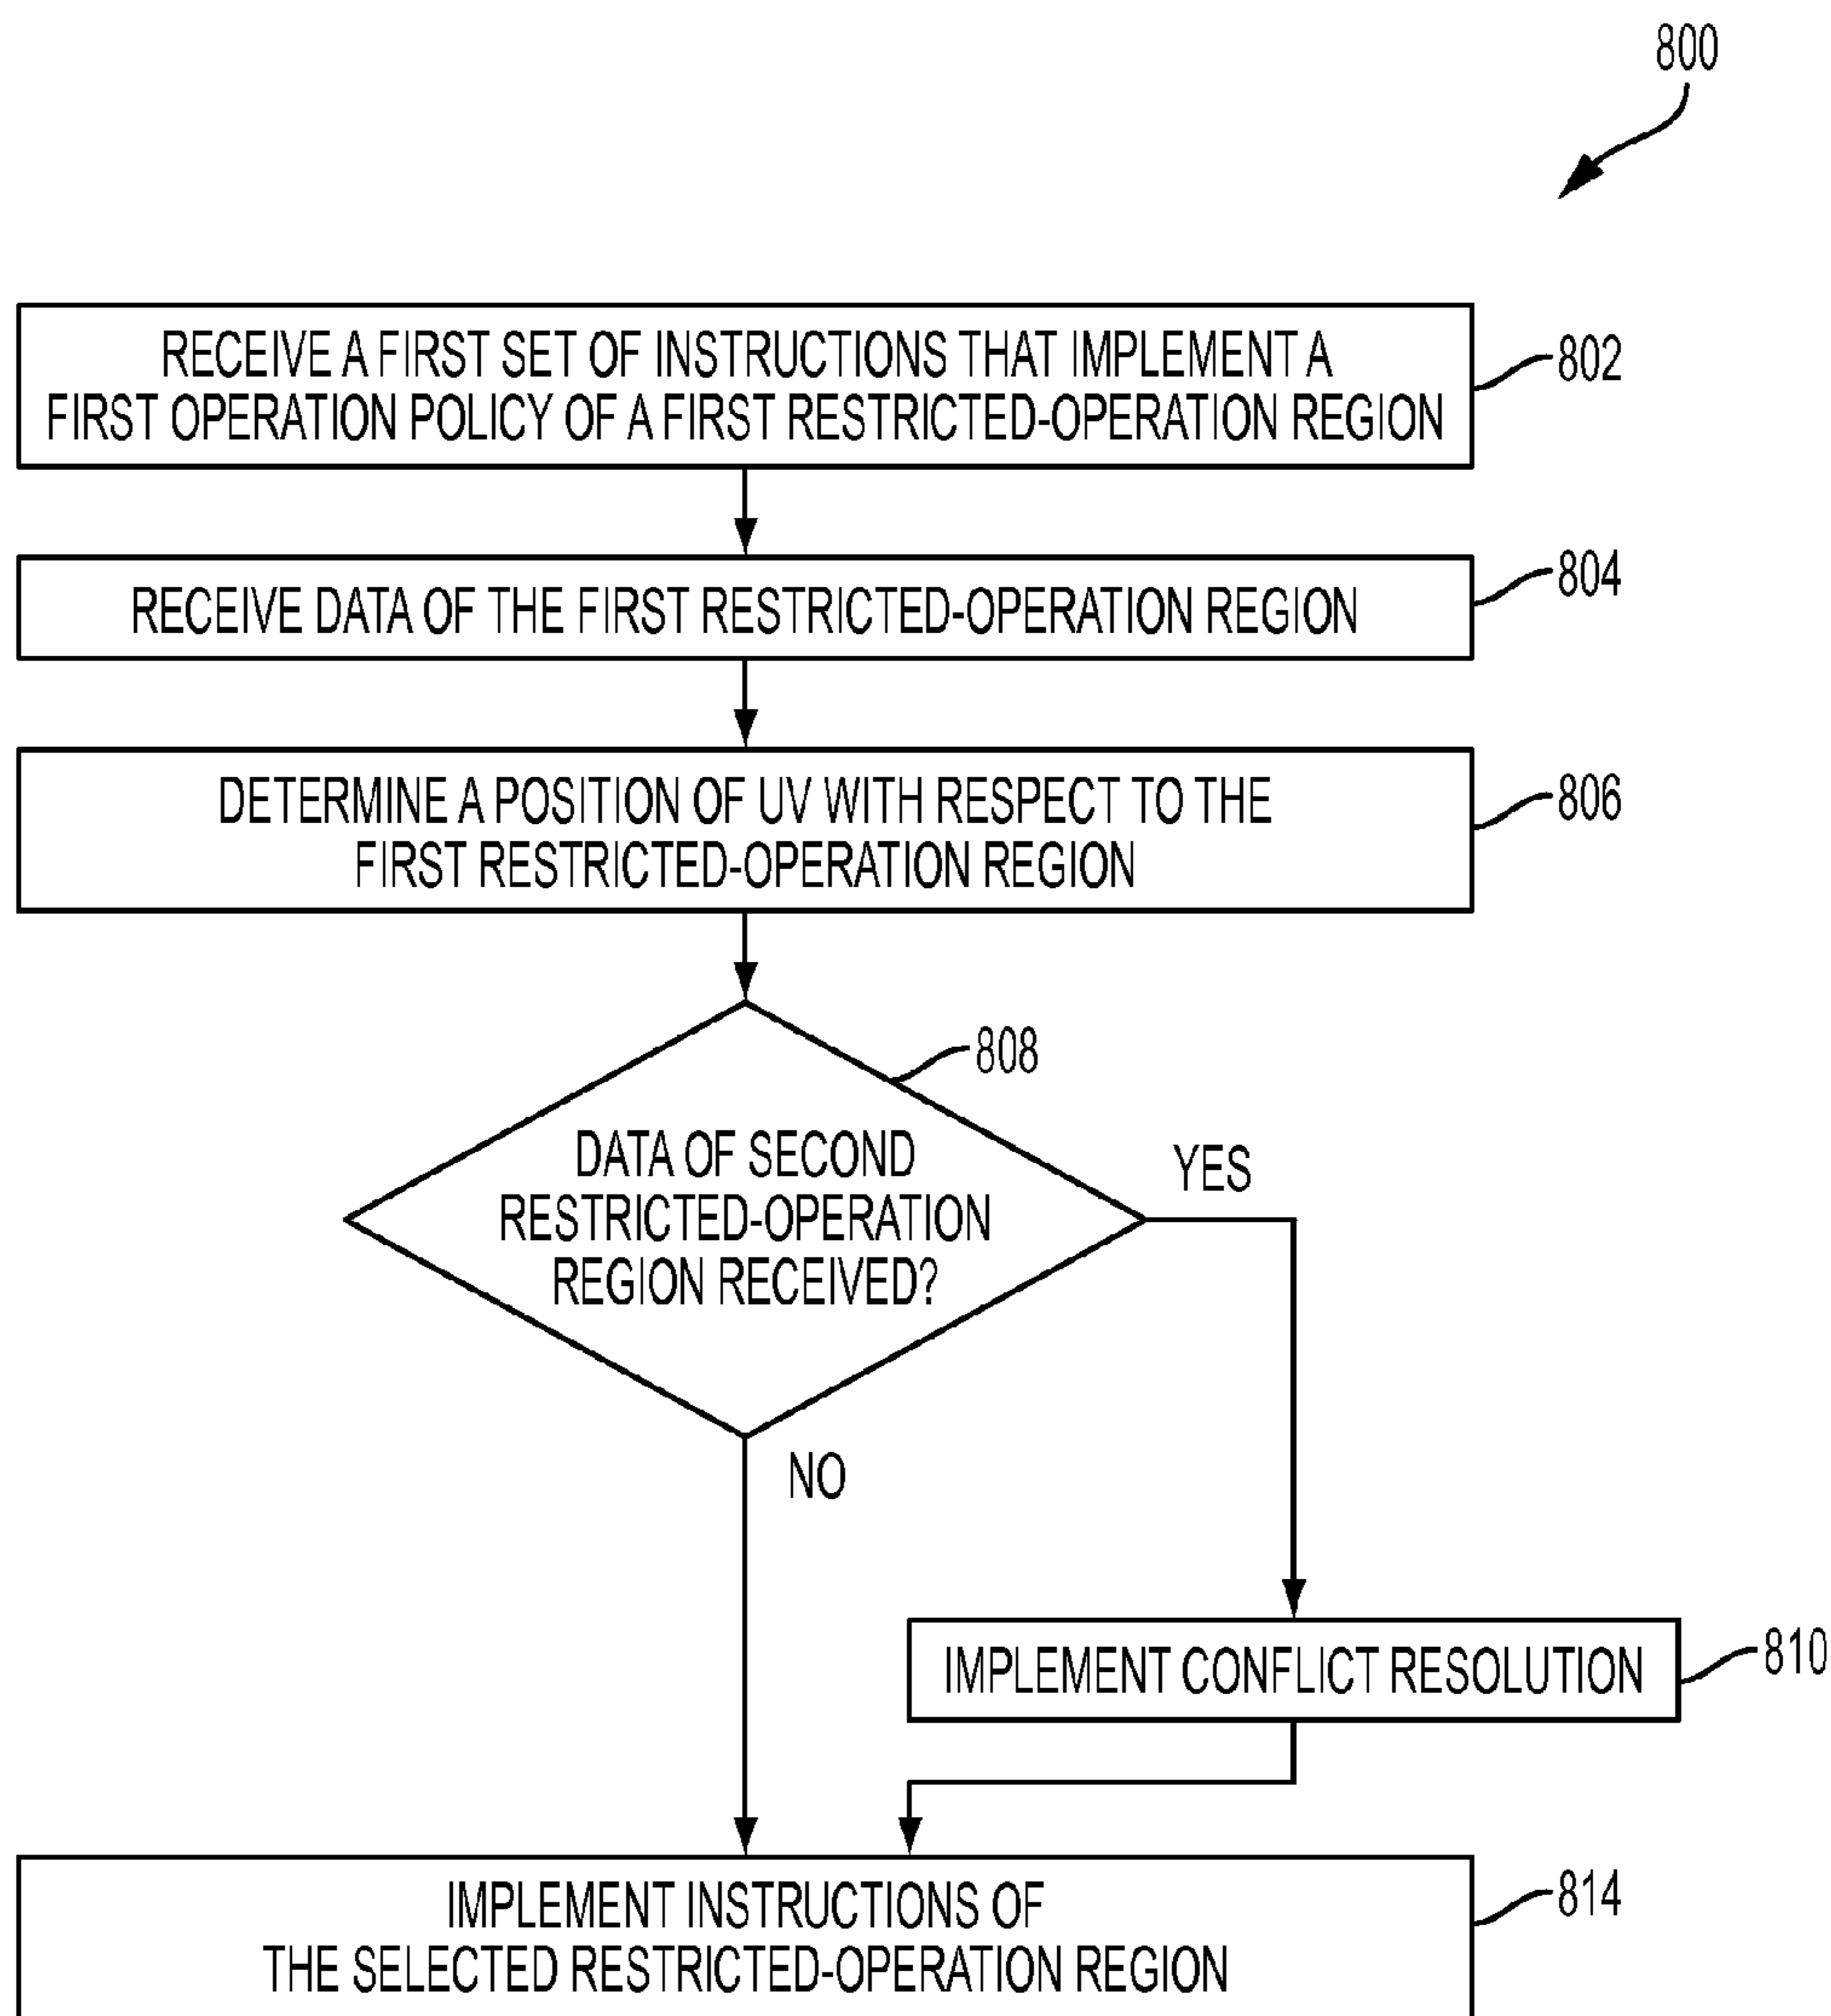 800
RECEIVE A FIRST SET OF INSTRUCTIONS THAT IMPLEMENT A
FIRST OPERATION POLICY OF A FIRST RESTRICTED-OPERATION REGION
802
RECEIVE DATA OF THE FIRST RESTRICTED-OPERATION REGION
804
DETERMINE A POSITION OF UV WITH RESPECT TO THE
FIRST RESTRICTED-OPERATION REGION
806
808
DATA OF SECOND
RESTRICTED-OPERATION
REGION RECEIVED?
YES
NO
IMPLEMENT CONFLICT RESOLUTION
810
IMPLEMENT INSTRUCTIONS OF
THE SELECTED RESTRICTED-OPERATION REGION
814